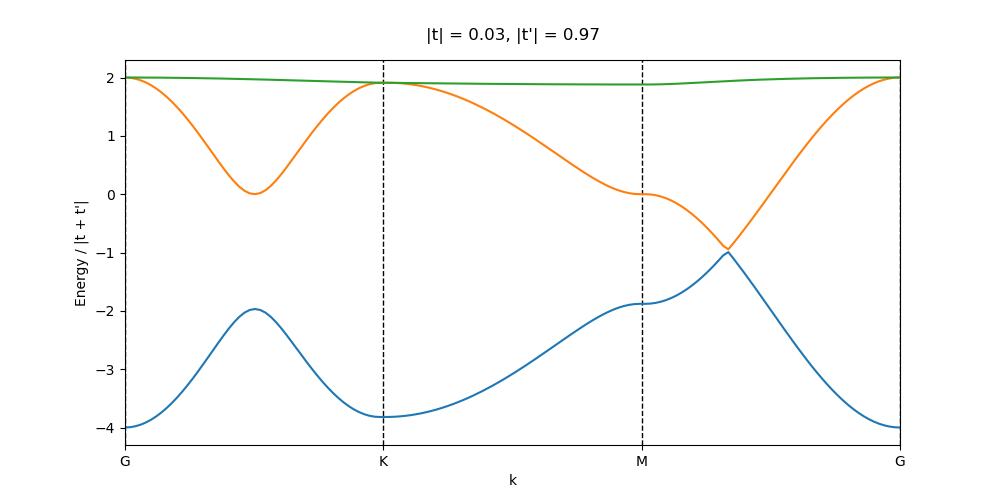 |t| = 0.03, |t'| = 0.97
Energy / |t + t'|
2
1
0
−1
−2
−3
−4
G
K
M
G
k